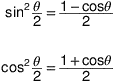 sin² θ/2 = (1 − cosθ)/2
cos² θ/2 = (1 + cosθ)/2